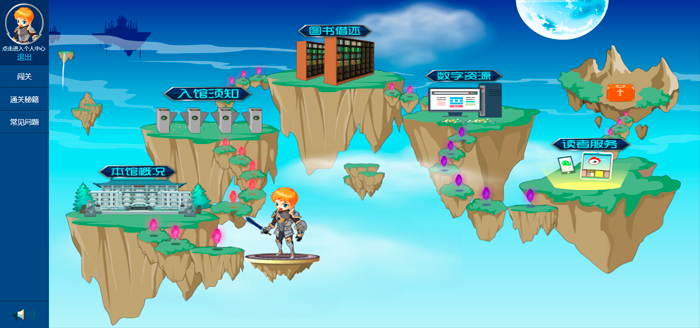 点击进入个人中心
退出
闯关
通关秘籍
常见问题
图书借还
数字资源
入馆须知
读者服务
本馆概况